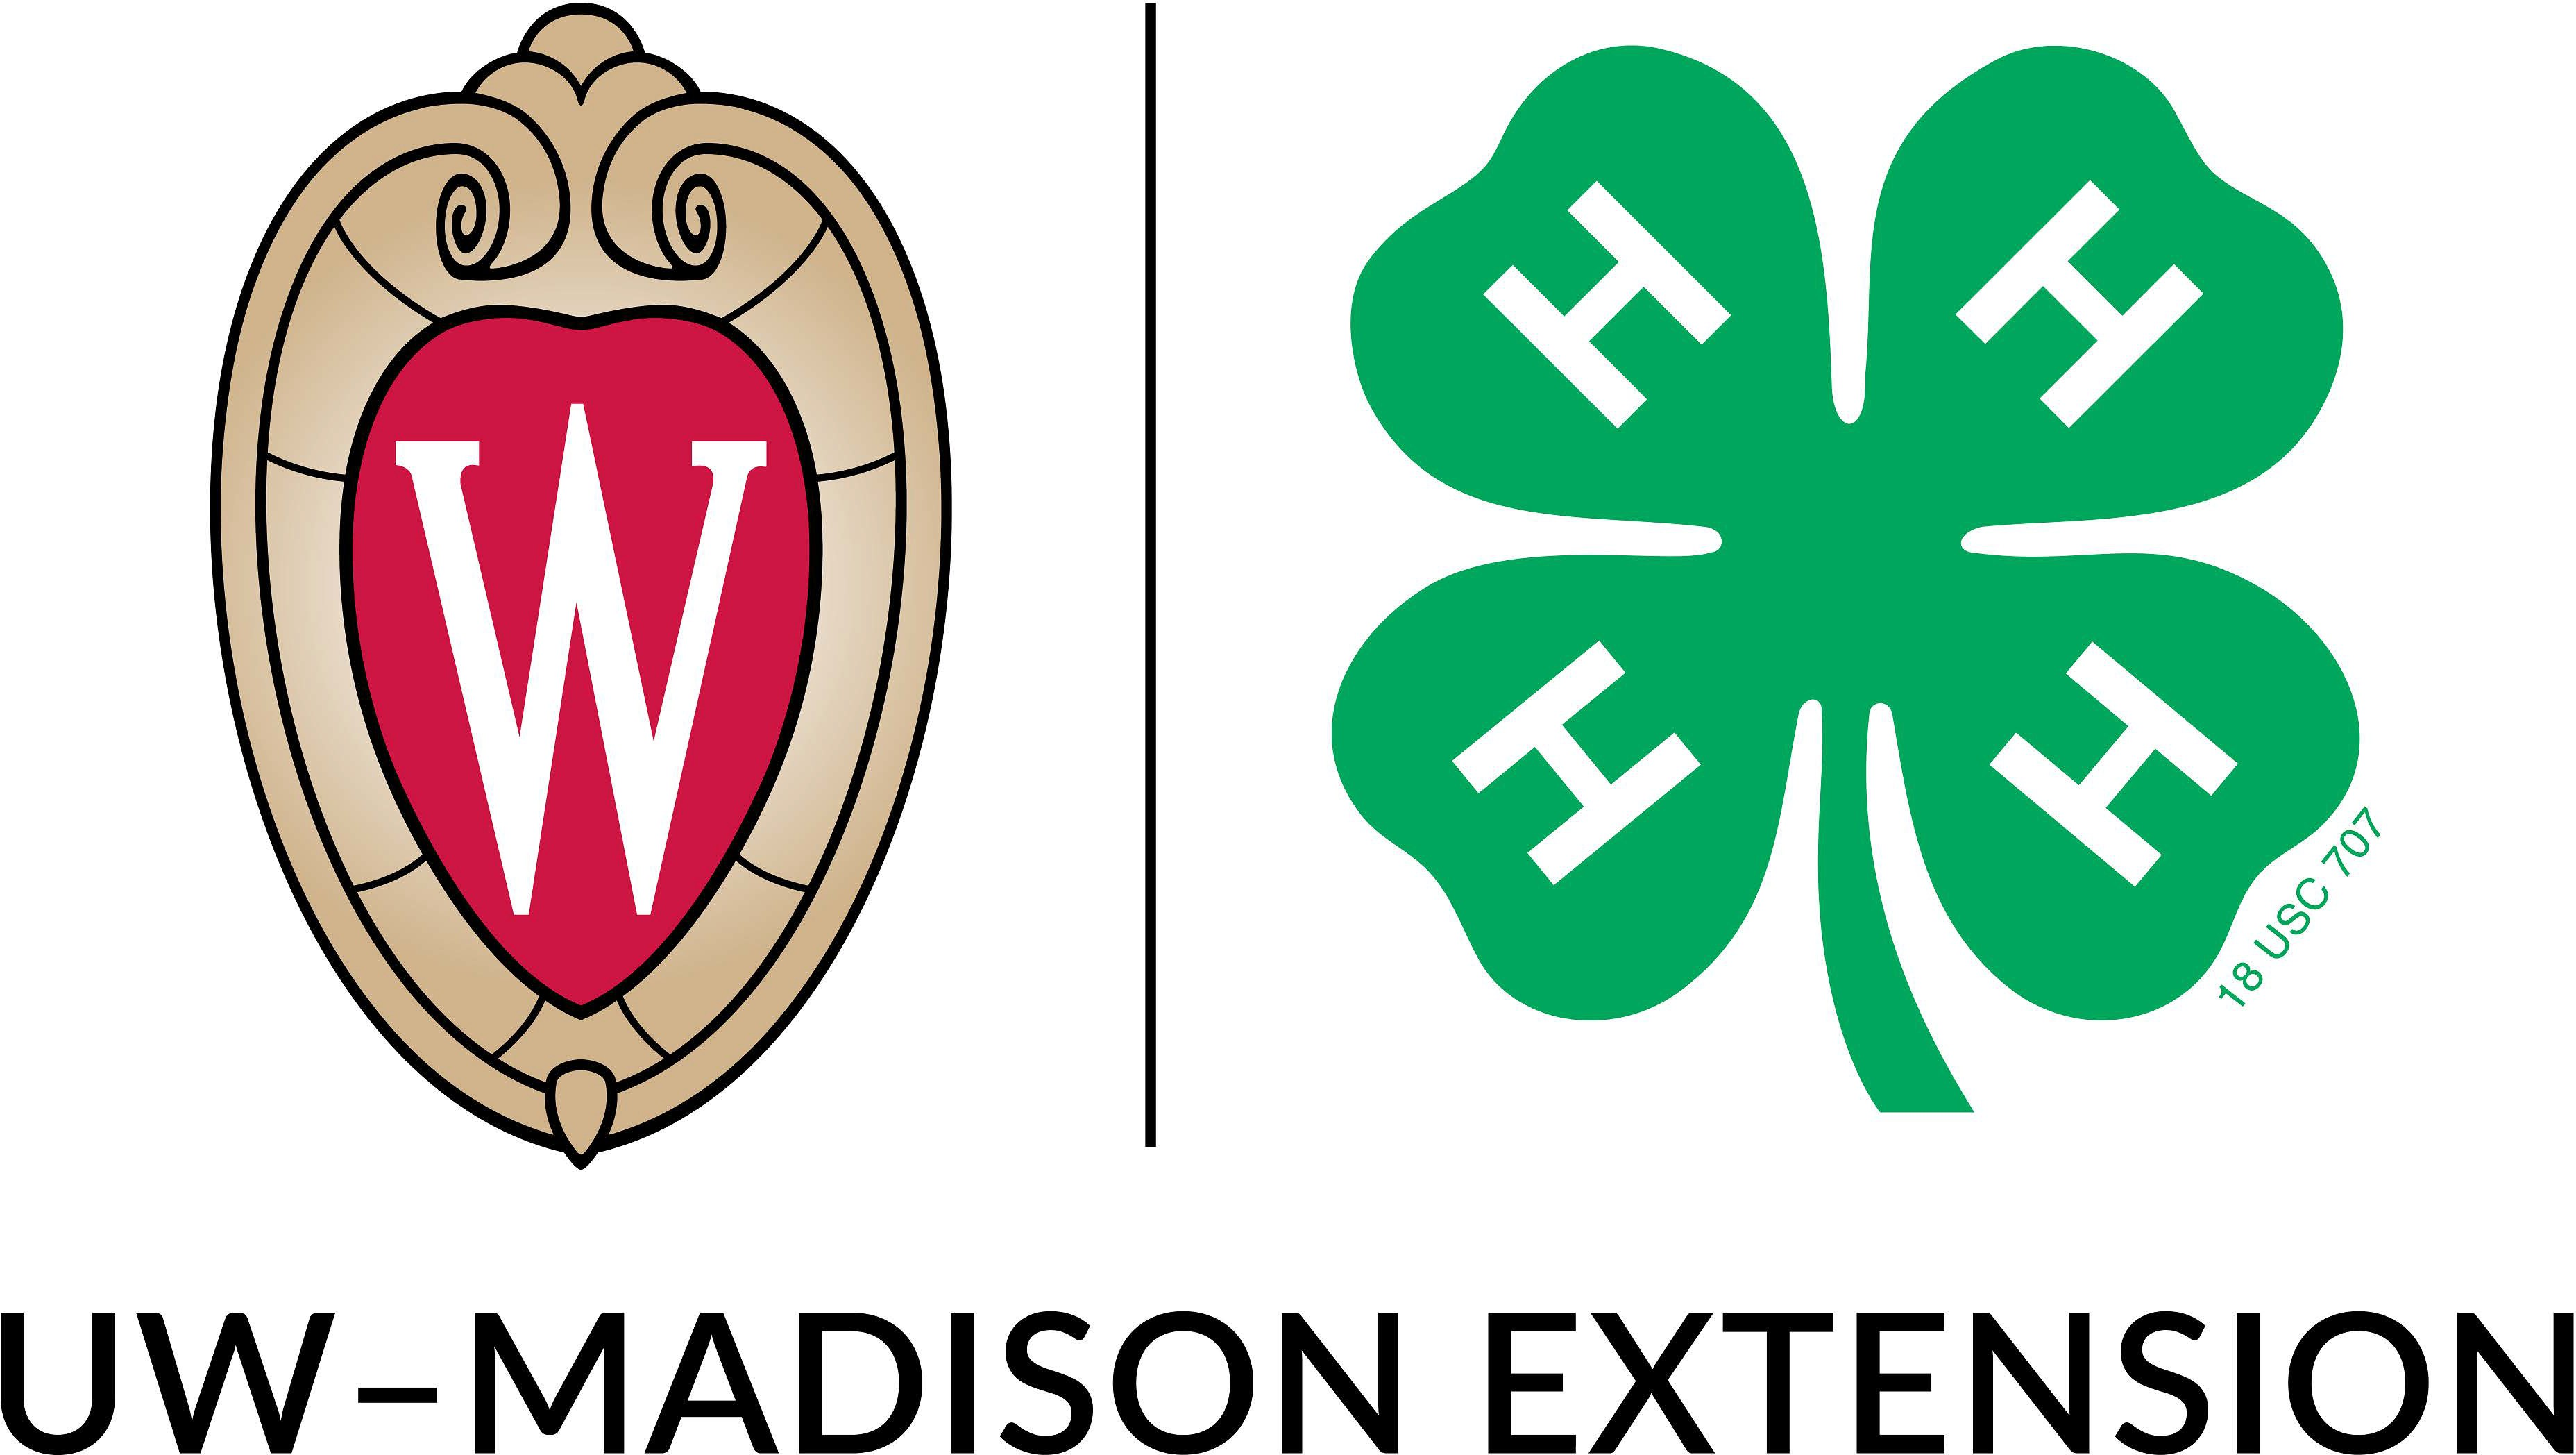 W
H H
H H
18 USC 707
UW–MADISON EXTENSION